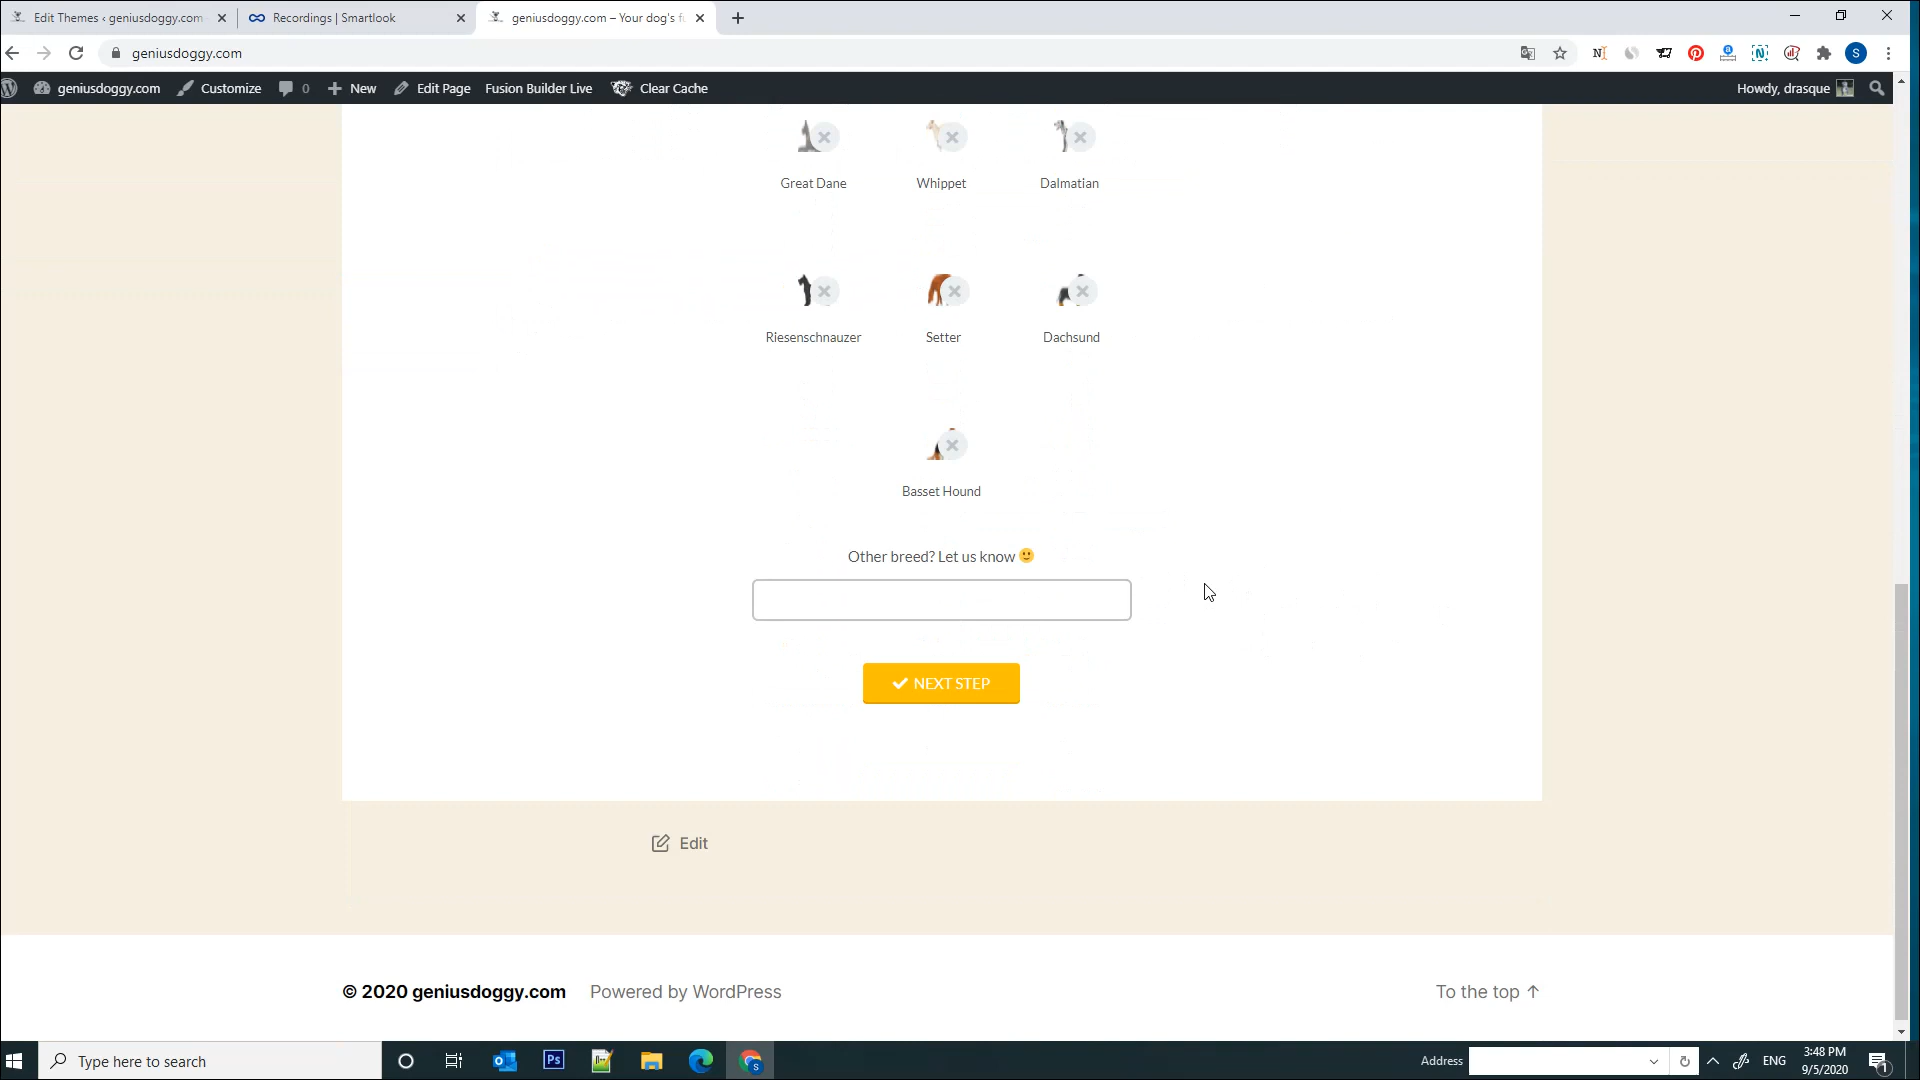 Edit Themes ‹ geniusdoggy.com
Recordings | Smartlook
geniusdoggy.com – Your dog's fu
geniusdoggy.com
geniusdoggy.com Customize 0 New Edit Page Fusion Builder Live Clear Cache Howdy, drasque
Great Dane Whippet Dalmatian
Riesenschnauzer Setter Dachsund
Basset Hound
Other breed? Let us know 🙂
NEXT STEP
Edit
© 2020 geniusdoggy.com Powered by WordPress To the top ↑
Type here to search
Ps
Address
ENG
3:48 PM
9/5/2020